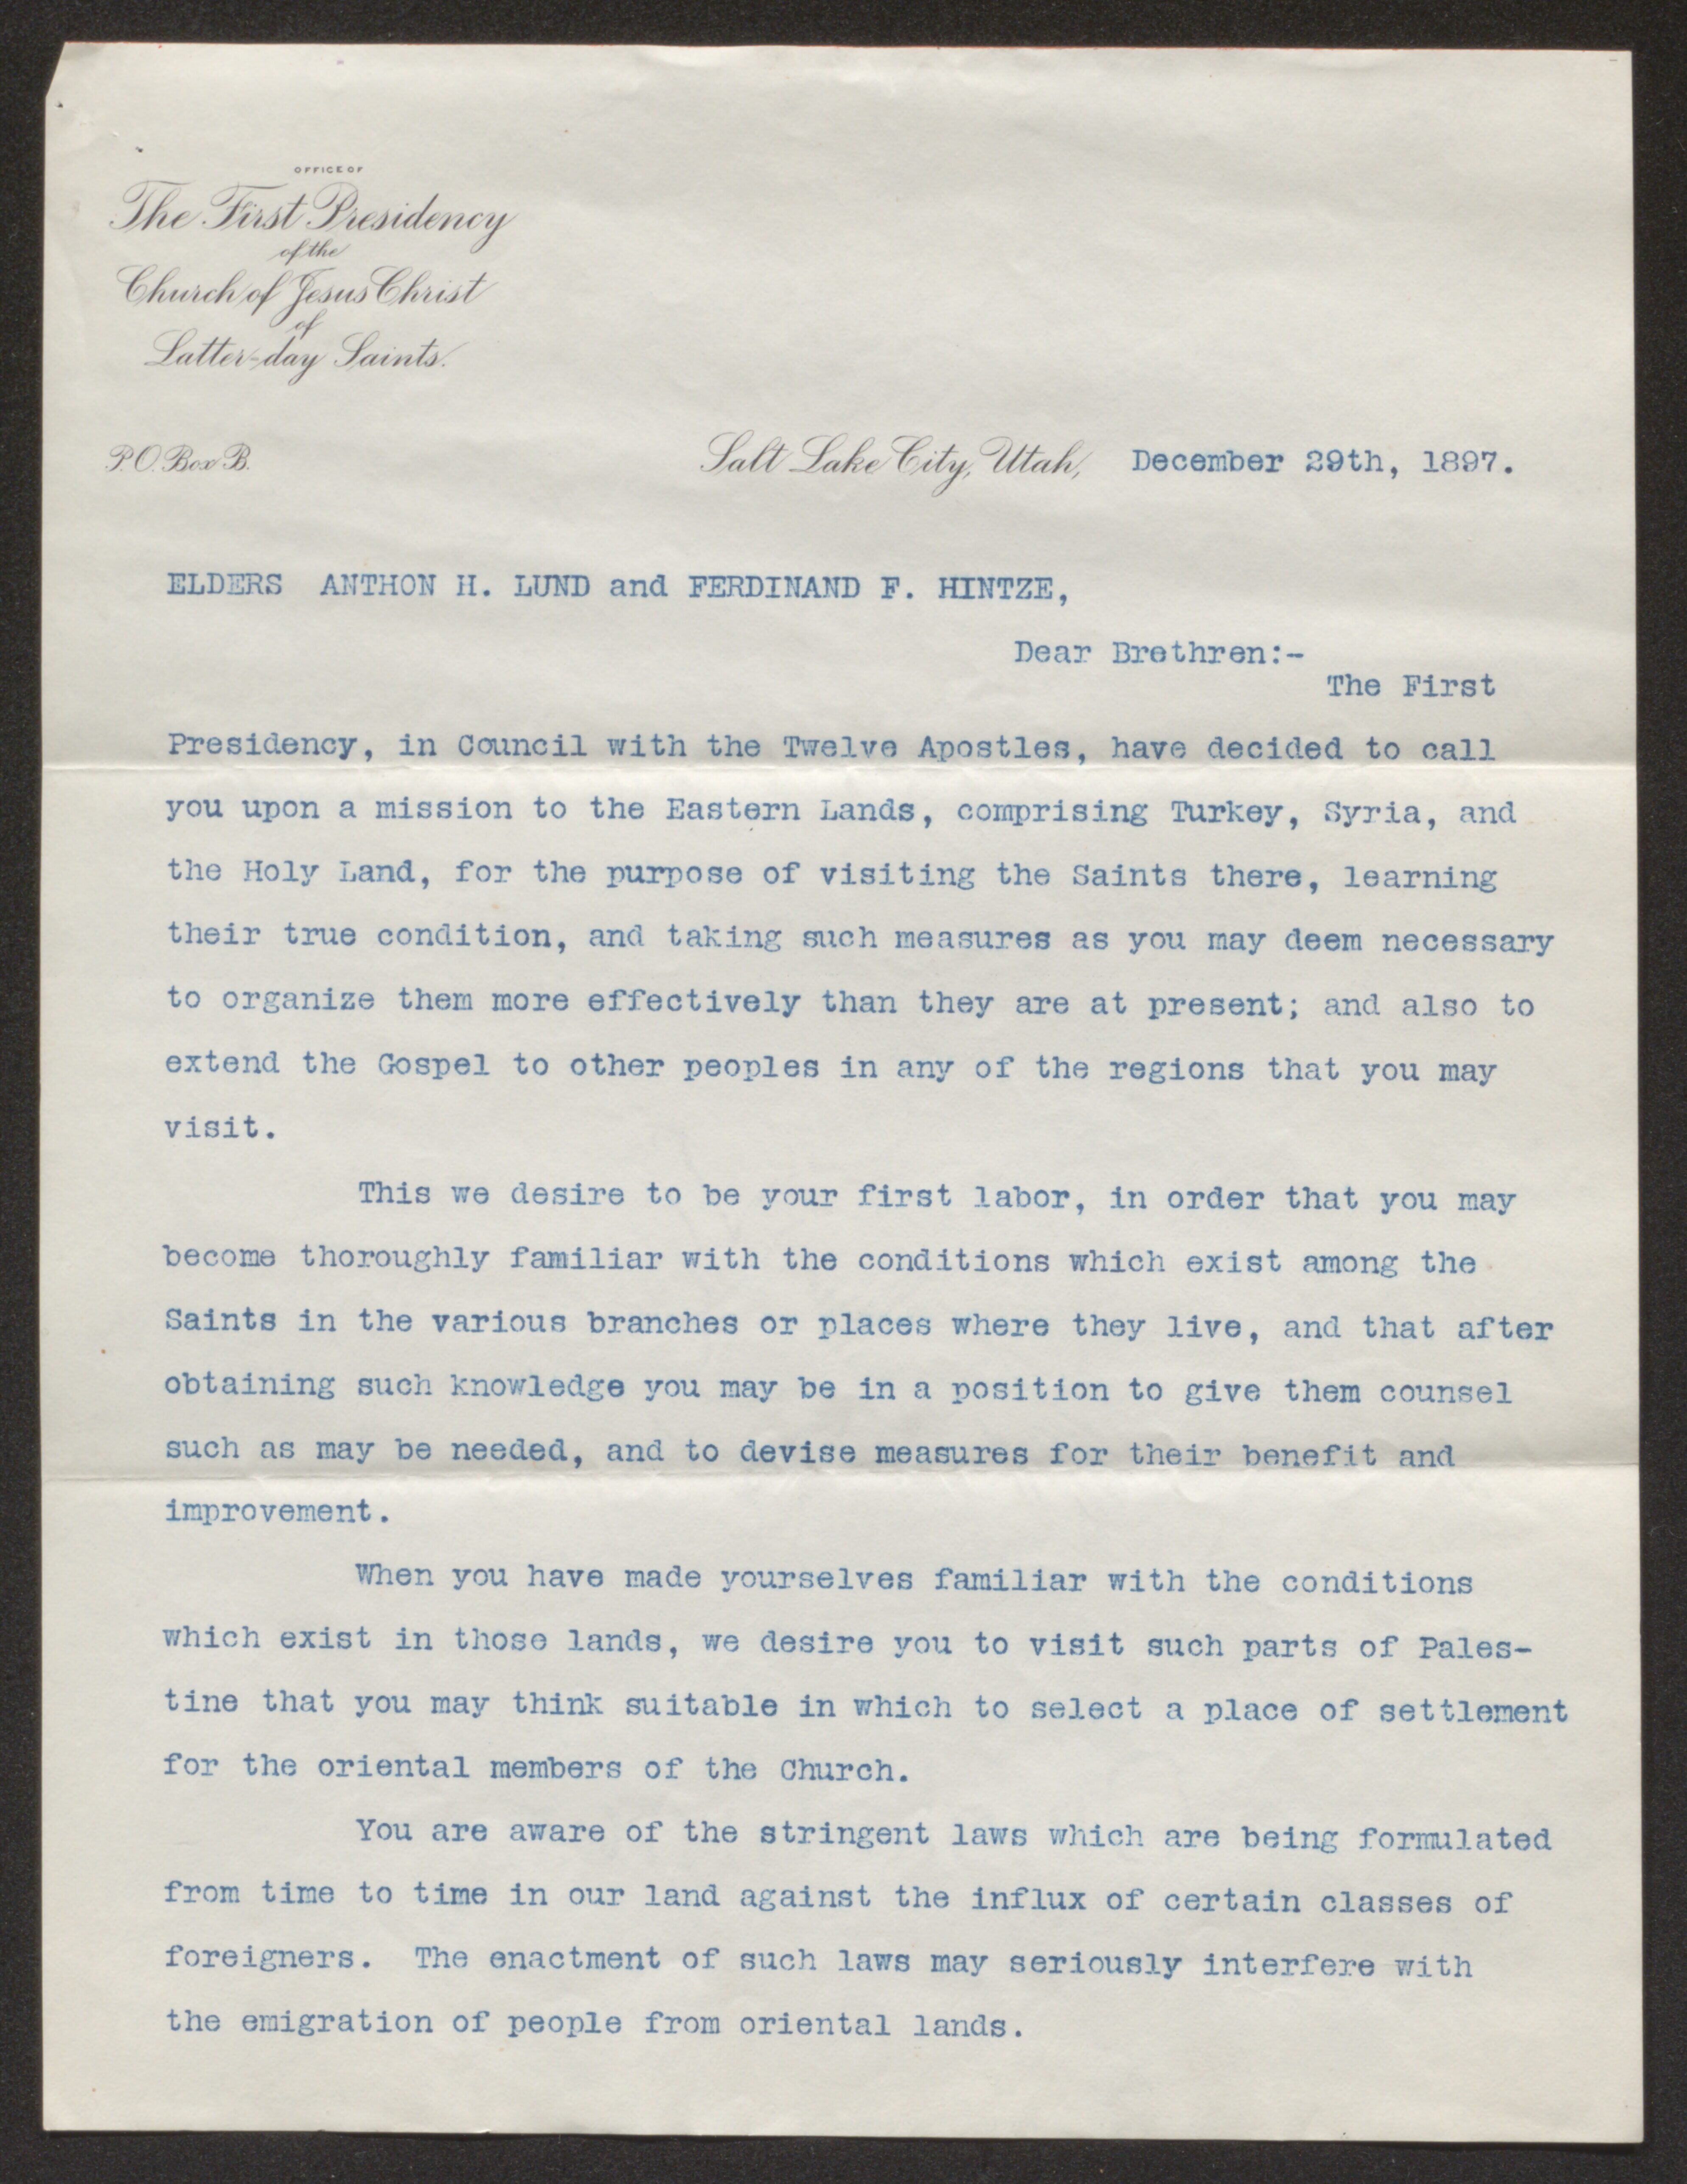 OFFICE OF
The First Presidency
of the
Church of Jesus Christ
of
Latter-day Saints.
P.O. Box B.
Salt Lake City, Utah, December 29th, 1897.
ELDERS ANTHON H. LUND and FERDINAND F. HINTZE,
Dear Brethren:-
The First
Presidency, in Council with the Twelve Apostles, have decided to call
you upon a mission to the Eastern Lands, comprising Turkey, Syria, and
the Holy Land, for the purpose of visiting the Saints there, learning
their true condition, and taking such measures as you may deem necessary
to organize them more effectively than they are at present; and also to
extend the Gospel to other peoples in any of the regions that you may
visit.
This we desire to be your first labor, in order that you may
become thoroughly familiar with the conditions which exist among the
Saints in the various branches or places where they live, and that after
obtaining such knowledge you may be in a position to give them counsel
such as may be needed, and to devise measures for their benefit and
improvement.
When you have made yourselves familiar with the conditions
which exist in those lands, we desire you to visit such parts of Pales-
tine that you may think suitable in which to select a place of settlement
for the oriental members of the Church.
You are aware of the stringent laws which are being formulated
from time to time in our land against the influx of certain classes of
foreigners. The enactment of such laws may seriously interfere with
the emigration of people from oriental lands.